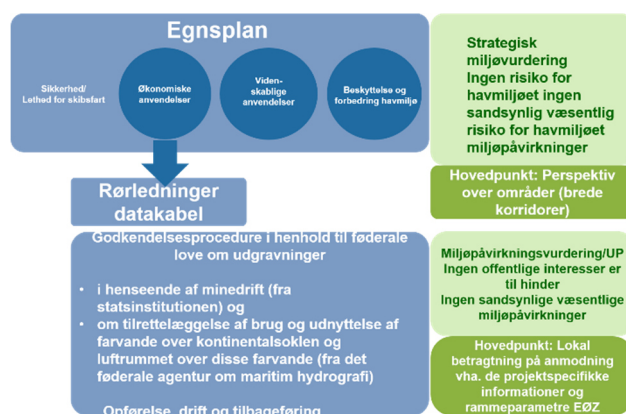 Egnsplan
Sikkerhed/
Lethed for skibsfart
Økonomiske
anvendelser
Viden-
skablige
anvendelser
Beskyttelse og
forbedring havmiljø
Strategisk
miljøvurdering
Ingen risiko for
havmiljøet ingen
sandsynlig væsentlig
risiko for havmiljøet
miljøpåvirkninger
Hovedpunkt: Perspektiv
over områder (brede
korridorer)
Rørledninger
datakabel
Godkendelsesprocedure i henhold til føderale
love om udgravninger
• i henseende af minedrift (fra
statsinstitutionen) og
• om tilrettelæggelse af brug og udnyttelse af
farvande over kontinentalsoklen og
luftrummet over disse farvande (fra det
føderale agentur om maritim hydrografi)
Opførelse, drift og tilbageføring
Miljøpåvirkningsvurdering/UP
Ingen offentlige interesser er
til hinder
Ingen sandsynlige væsentlige
miljøpåvirkninger
Hovedpunkt: Lokal
betragtning på anmodning
vha. de projektspecifikke
informationer og
rammeparametre EØZ